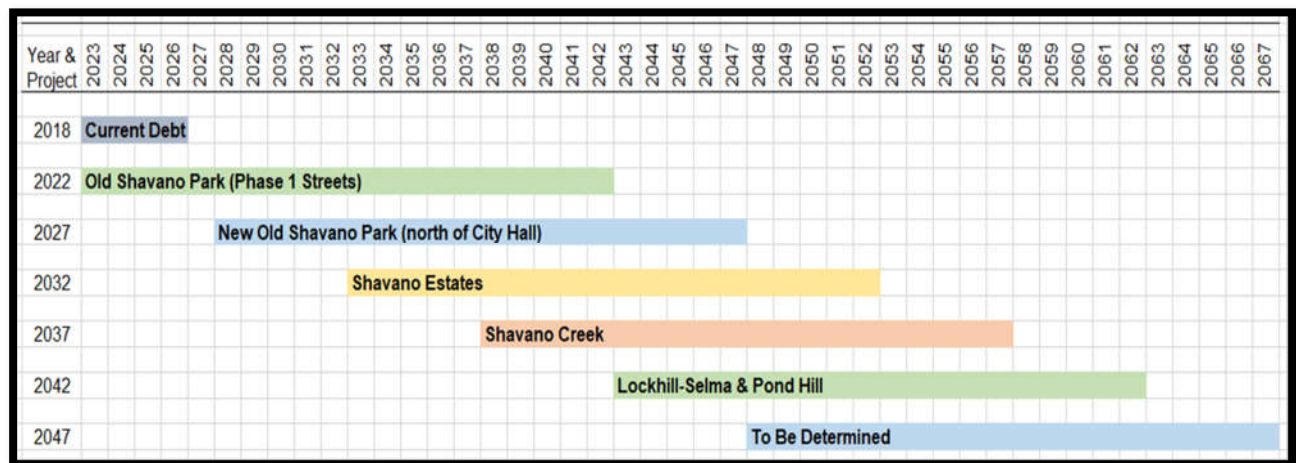 Year & Project 2023 2024 2025 2026 2027 2028 2029 2030 2031 2032 2033 2034 2035 2036 2037 2038 2039 2040 2041 2042 2043 2044 2045 2046 2047 2048 2049 2050 2051 2052 2053 2054 2055 2056 2057 2058 2059 2060 2061 2062 2063 2064 2065 2066 2067
2018 Current Debt
2022 Old Shavano Park (Phase 1 Streets)
2027 New Old Shavano Park (north of City Hall)
2032 Shavano Estates
2037 Shavano Creek
2042 Lockhill-Selma & Pond Hill
2047 To Be Determined